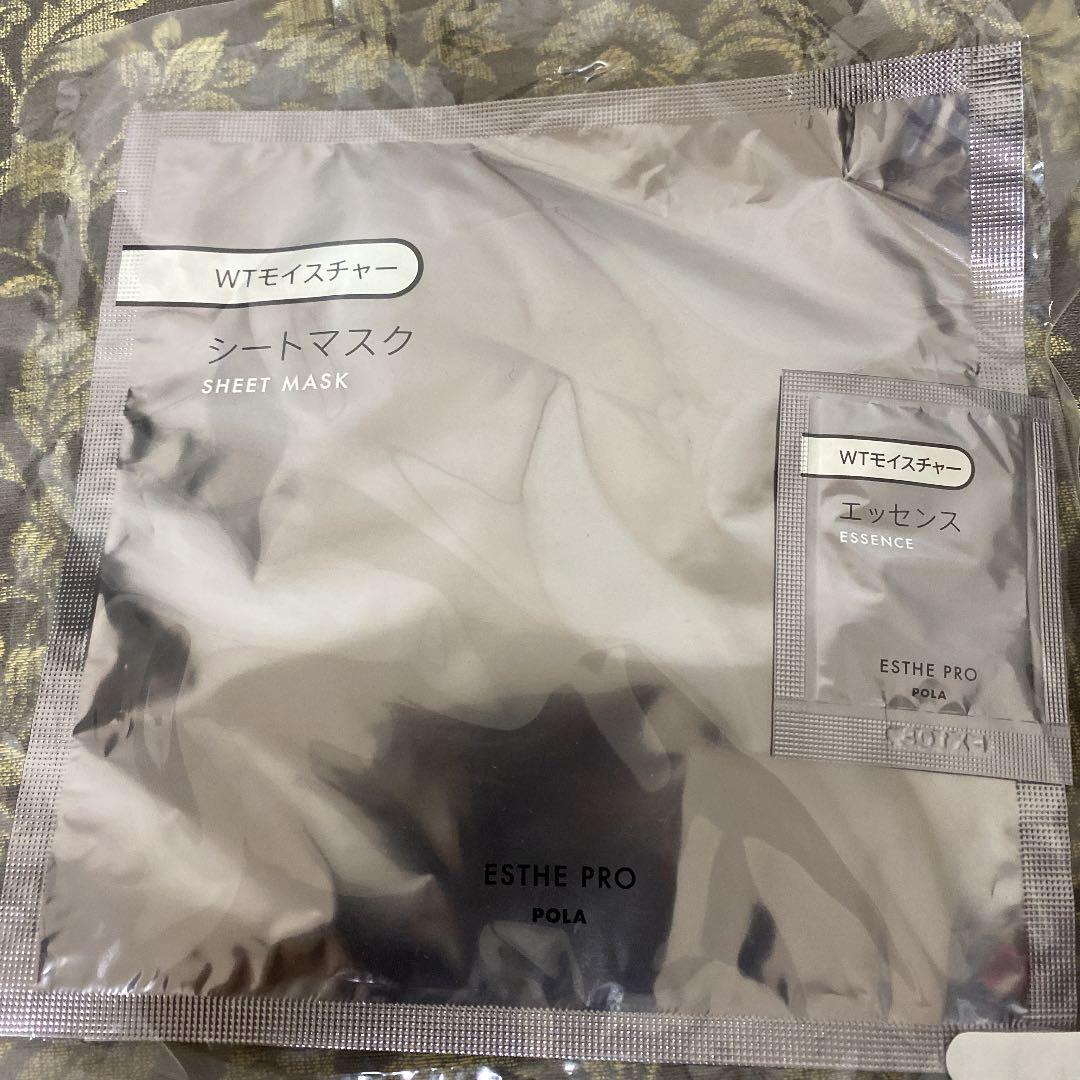 WTモイスチャー
シートマスク
SHEET MASK
ESTHE PRO
POLA
WTモイスチャー
エッセンス
ESSENCE
ESTHE PRO
POLA